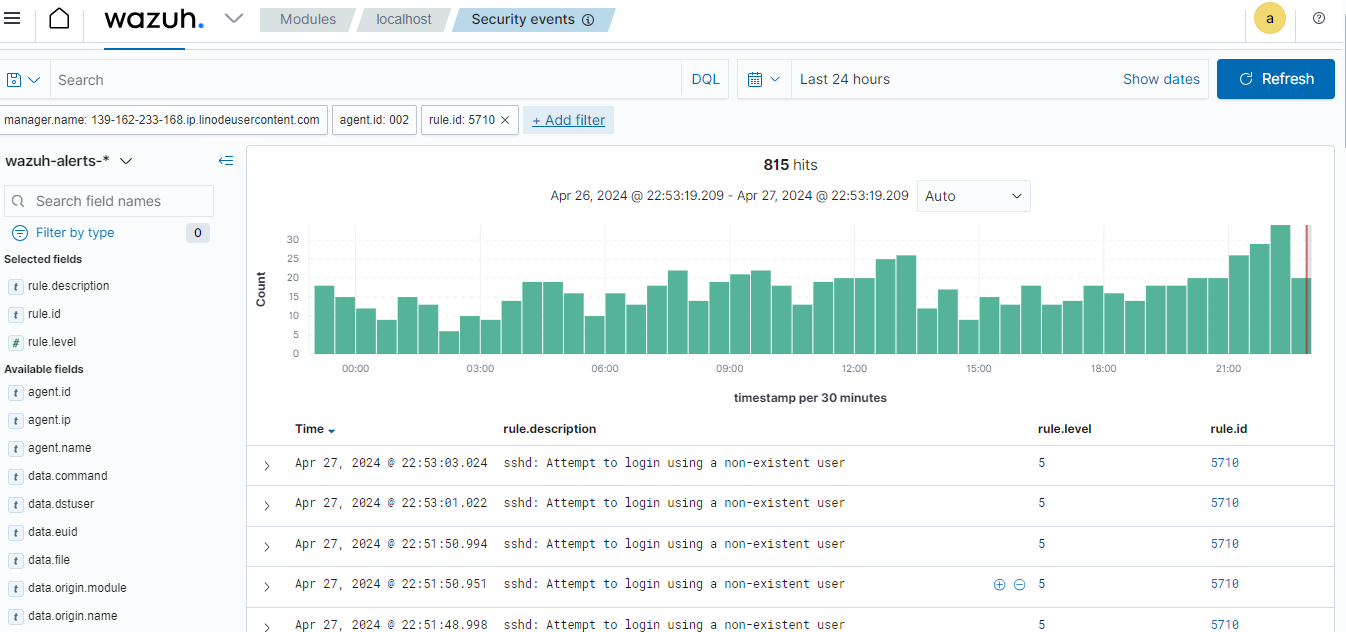 wazuh.
Modules
localhost
Security events
a
Search
DQL
Last 24 hours
Show dates
Refresh
manager.name: 139-162-233-168.ip.linodeusercontent.com
agent.id: 002
rule.id: 5710
+ Add filter
wazuh-alerts-*
Search field names
Filter by type
0
Selected fields
t rule.description
t rule.id
# rule.level
Available fields
t agent.id
t agent.ip
t agent.name
t data.command
t data.dstuser
t data.euid
t data.file
t data.origin.module
t data.origin.name
815 hits
Apr 26, 2024 @ 22:53:19.209 - Apr 27, 2024 @ 22:53:19.209
Auto
Count
30
25
20
15
10
5
0
00:00
03:00
06:00
09:00
12:00
15:00
18:00
21:00
timestamp per 30 minutes
Time rule.description rule.level rule.id
Apr 27, 2024 @ 22:53:03.024 sshd: Attempt to login using a non-existent user 5 5710
Apr 27, 2024 @ 22:53:01.022 sshd: Attempt to login using a non-existent user 5 5710
Apr 27, 2024 @ 22:51:50.994 sshd: Attempt to login using a non-existent user 5 5710
Apr 27, 2024 @ 22:51:50.951 sshd: Attempt to login using a non-existent user 5 5710
Apr 27, 2024 @ 22:51:48.998 sshd: Attempt to login using a non-existent user 5 5710